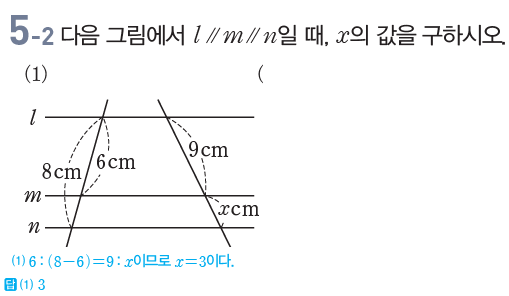 5-2 다음 그림에서 l // m // n일 때, x의 값을 구하시오.
(1) (
l
9cm
6cm
8cm
m
xcm
n
(1) 6 : (8-6)=9 : x이므로 x=3이다.
답 (1) 3